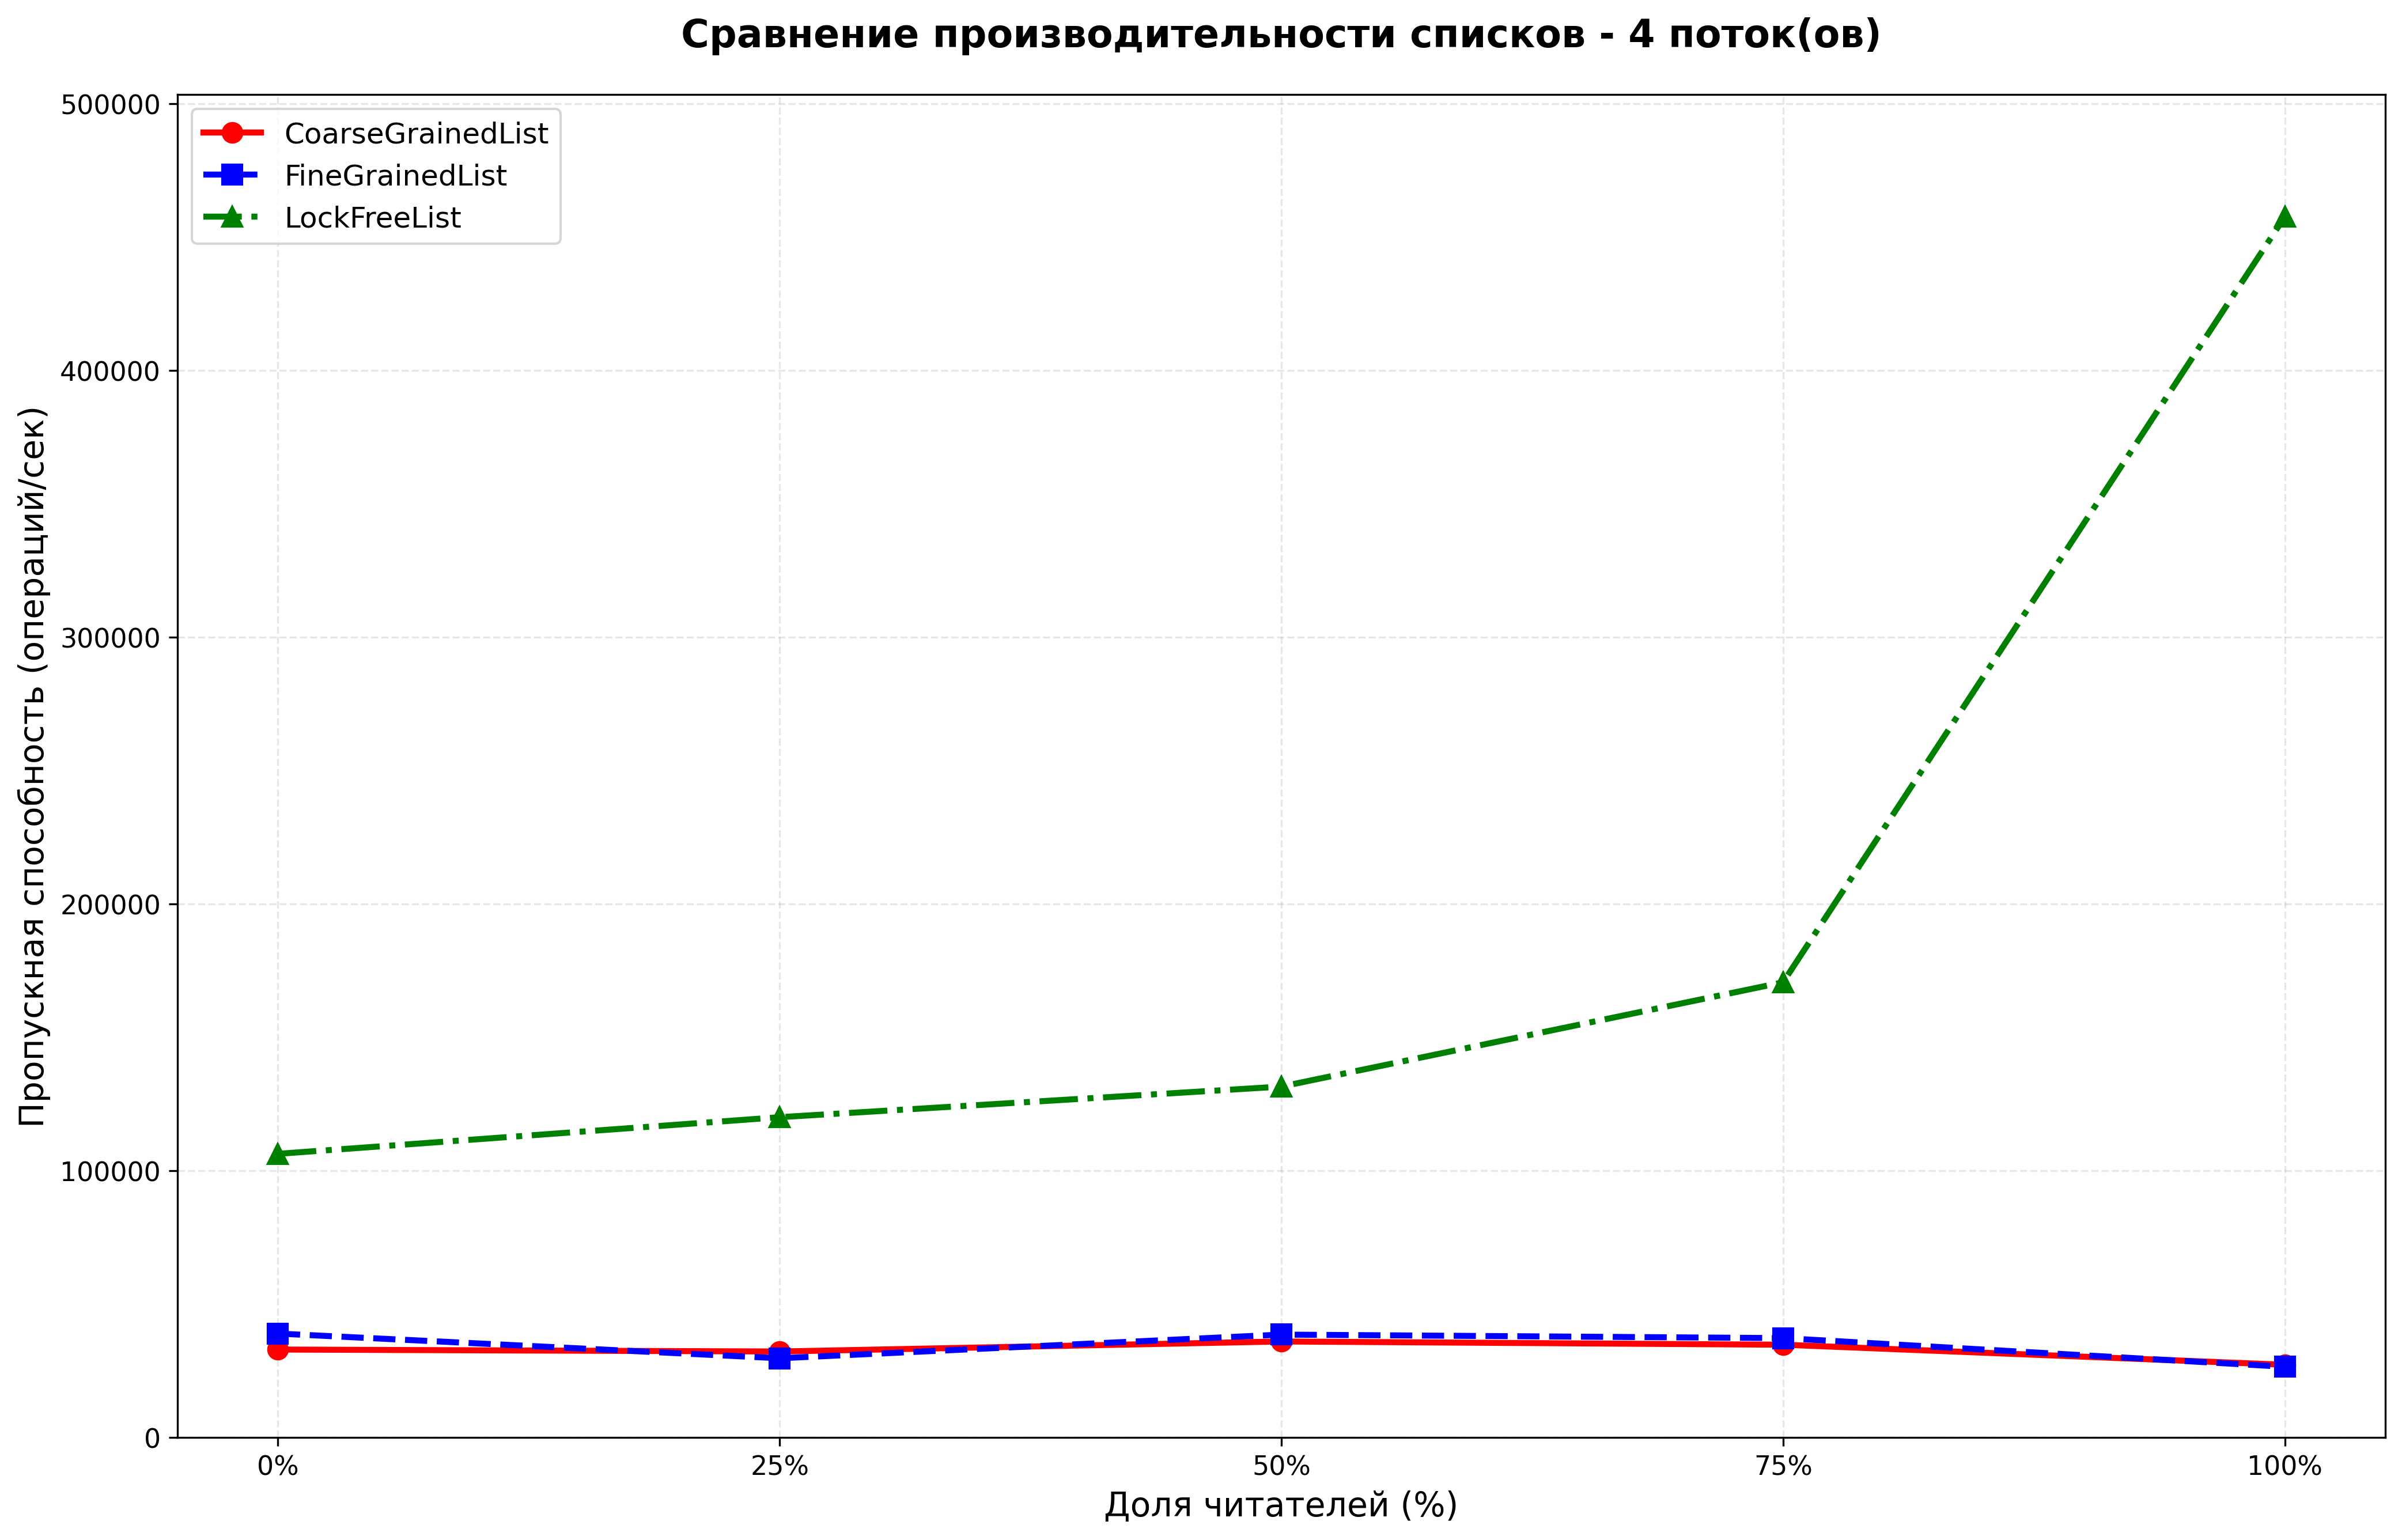 Сравнение производительности списков - 4 поток(ов)
CoarseGrainedList
FineGrainedList
LockFreeList
Пропускная способность (операций/сек)
500000
400000
300000
200000
100000
0
0%
25%
50%
75%
100%
Доля читателей (%)